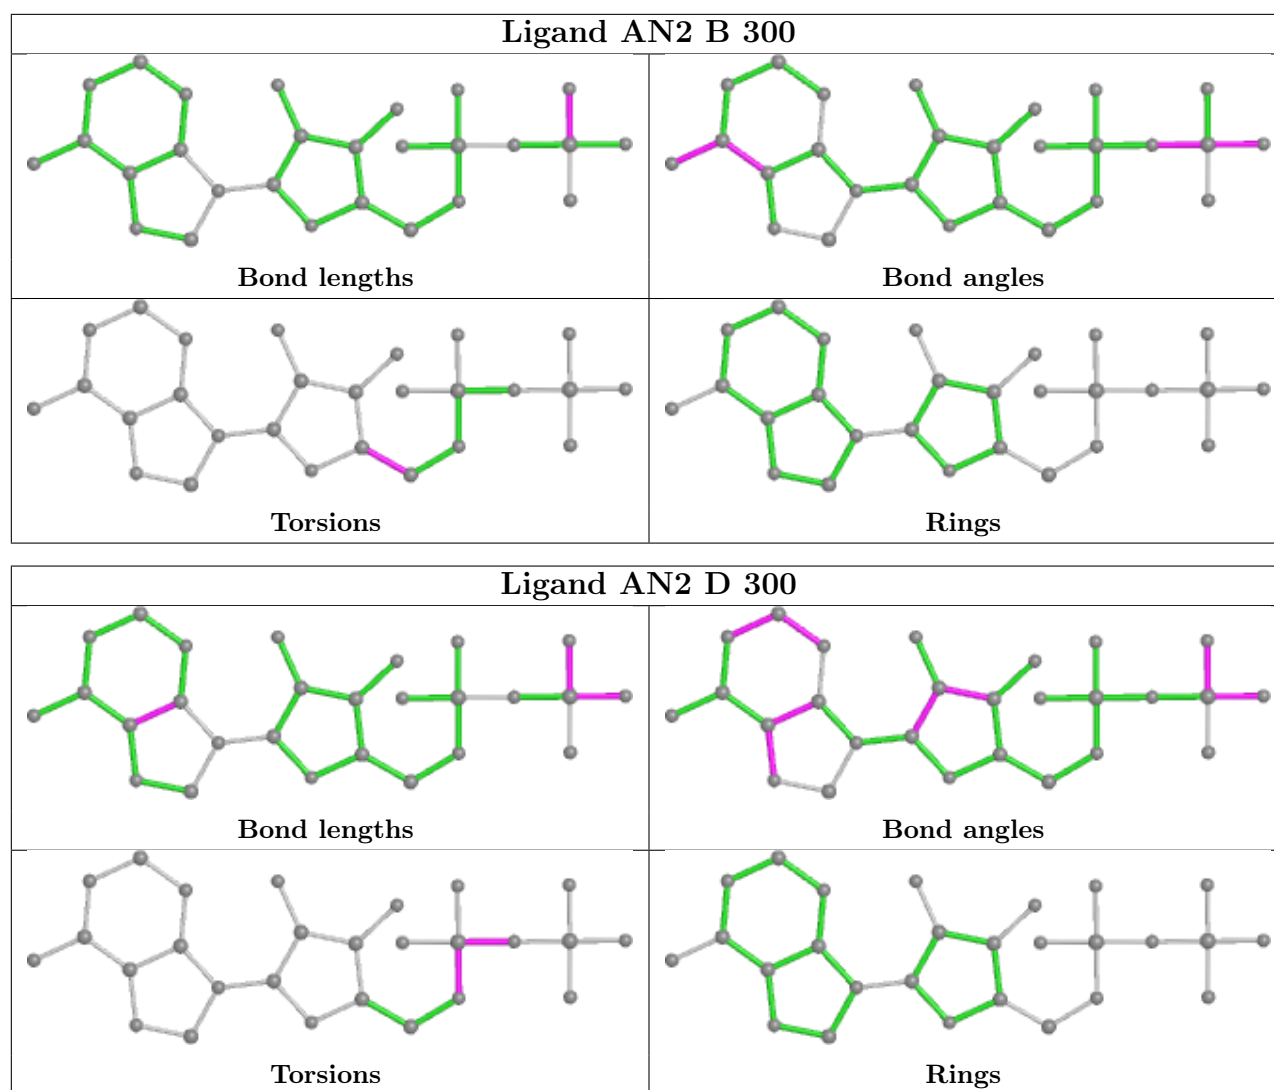 Ligand AN2 B 300
Bond lengths
Bond angles
Torsions
Rings
Ligand AN2 D 300
Bond lengths
Bond angles
Torsions
Rings